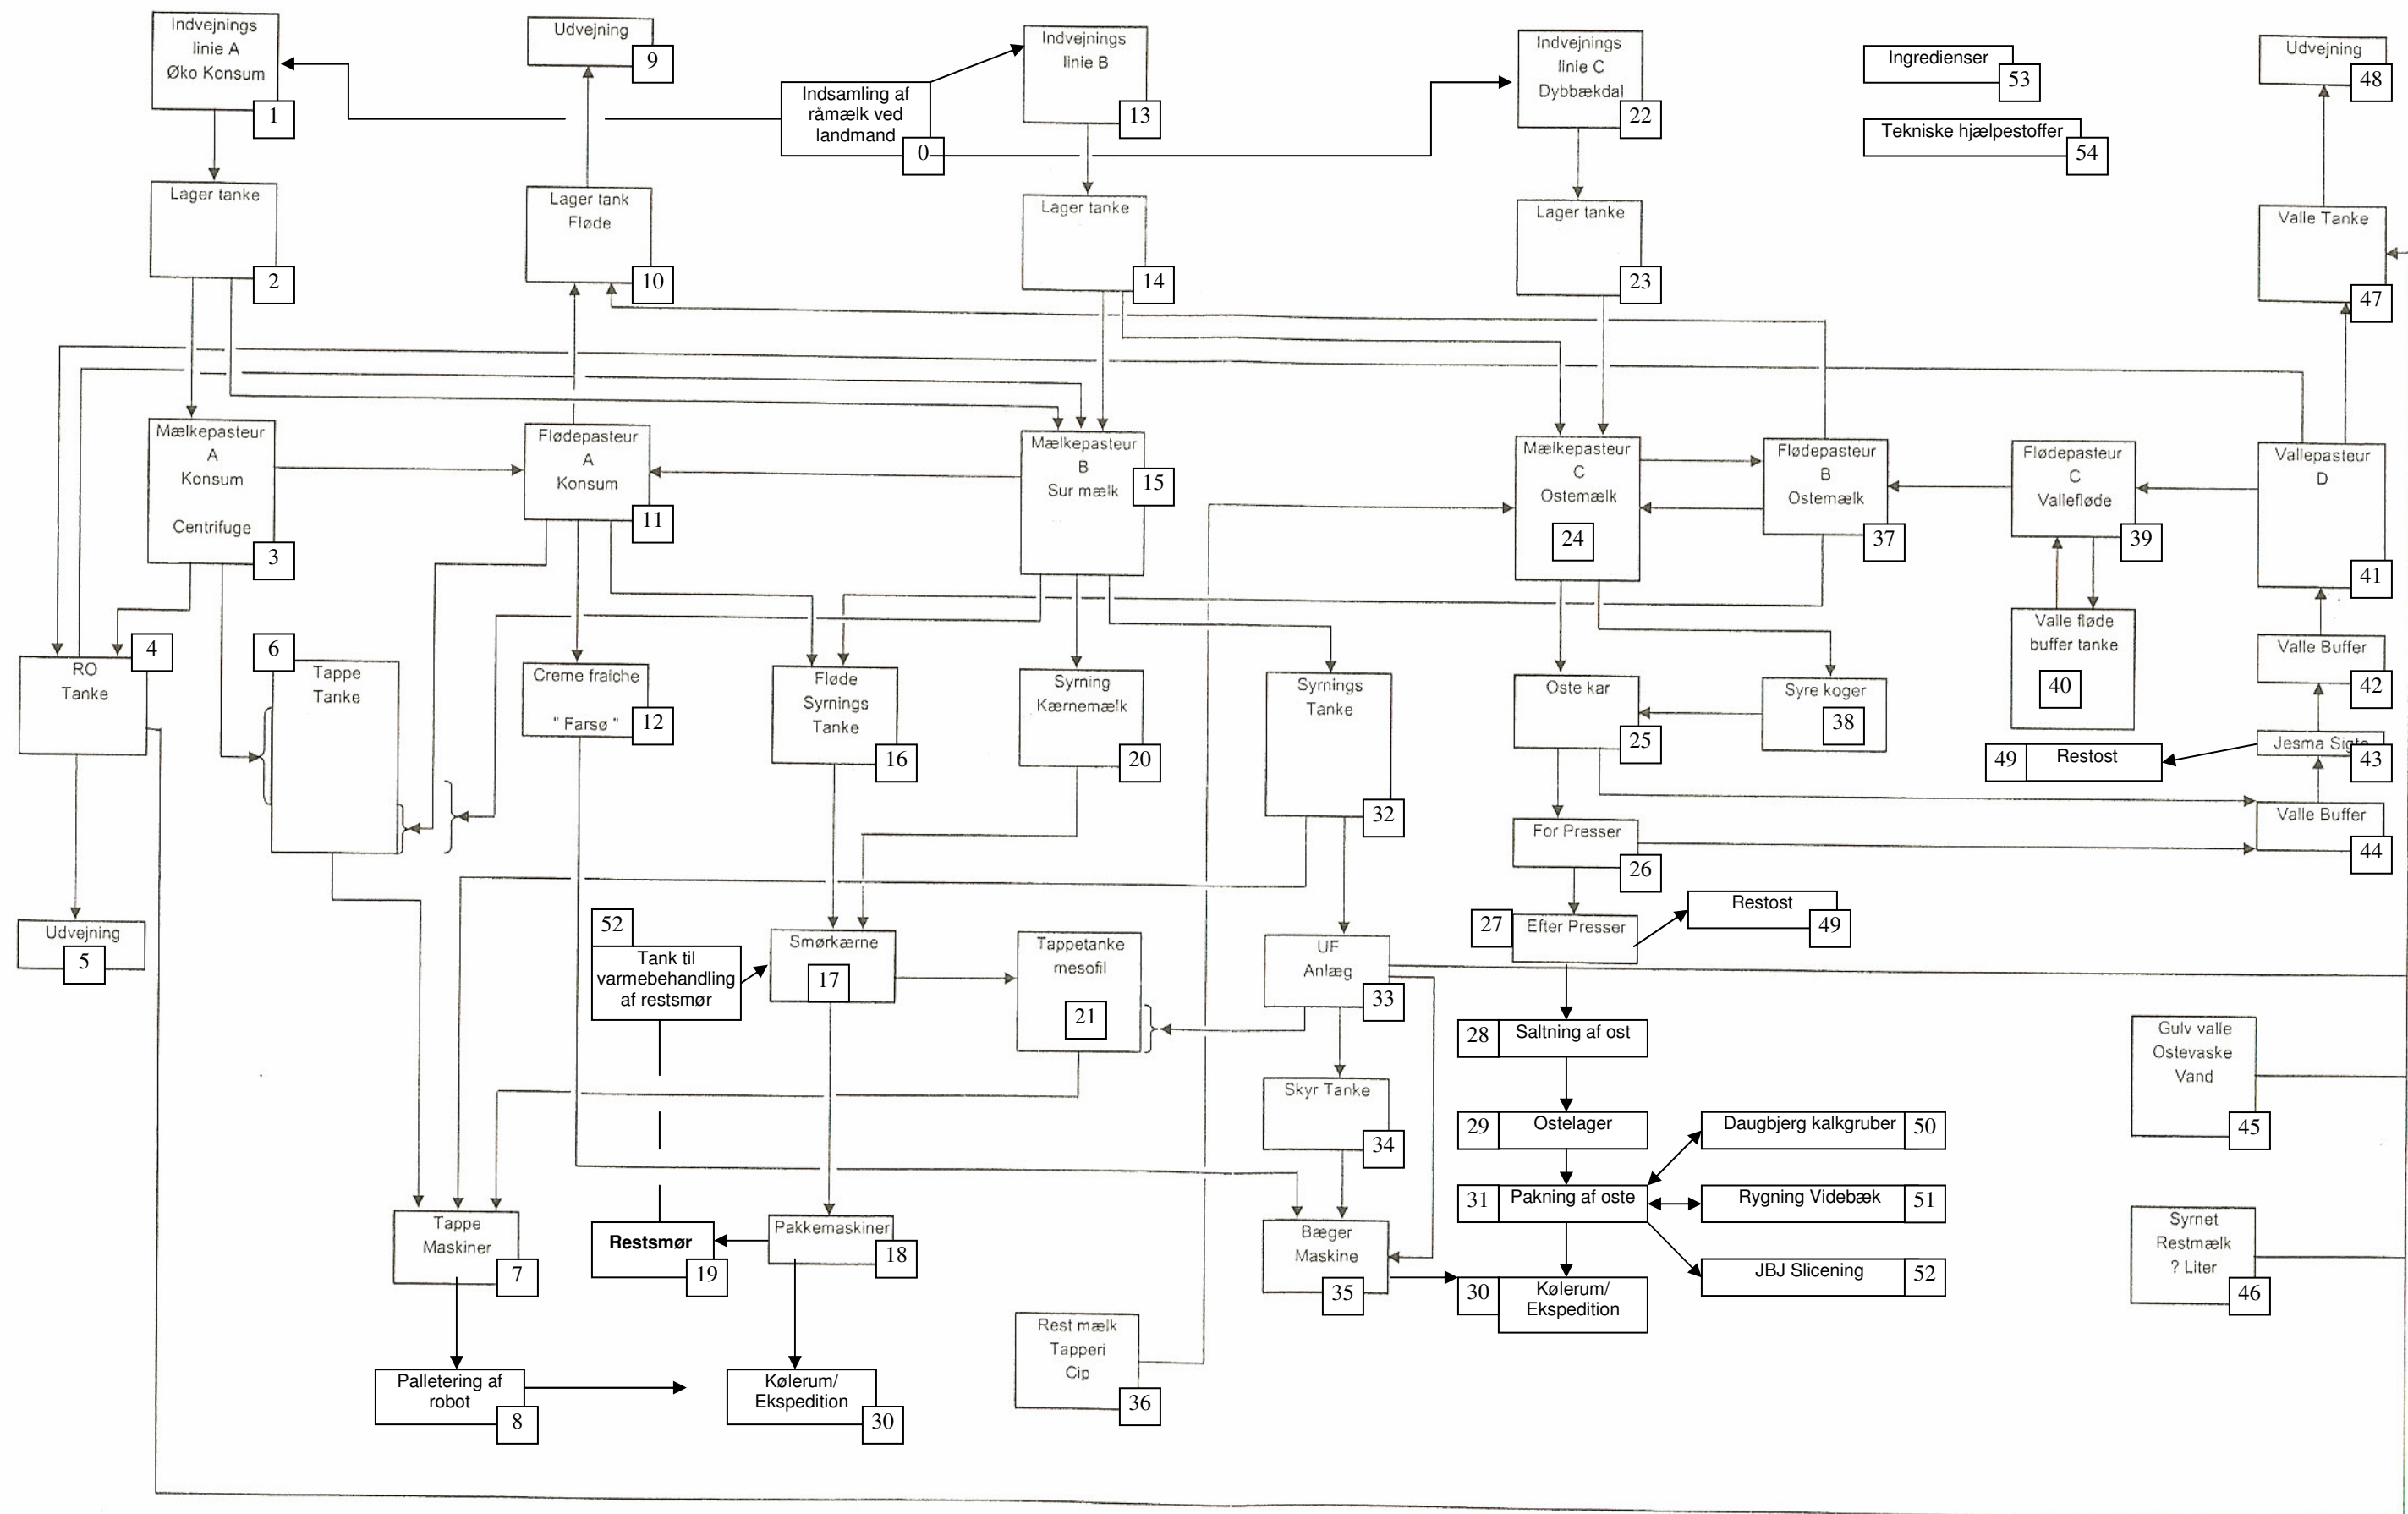 Indvejnings
linie A
Øko Konsum
1
Udvejning
9
Indsamling af
råmælk ved
landmand
0
Indvejnings
linie B
13
Indvejnings
linie C
Dybbækdal
22
Ingredienser
53
Tekniske hjælpestoffer
54
Udvejning
48
Lager tanke
2
Lager tank
Fløde
10
Lager tanke
14
Lager tanke
23
Valle Tanke
47
Mælkepasteur
A
Konsum
Centrifuge
3
Flødepasteur
A
Konsum
11
Mælkepasteur
B
Sur mælk
15
Mælkepasteur
C
Ostemælk
24
Flødepasteur
B
Ostemælk
37
Flødepasteur
C
Vallefløde
39
Vallepasteur
D
41
4
RO
Tanke
6
Tappe
Tanke
Creme fraiche
" Farsø "
12
Fløde
Syrnings
Tanke
16
Syrning
Kærnemælk
20
Syrnings
Tanke
32
Oste kar
25
Syre koger
38
Valle fløde
buffer tanke
40
Valle Buffer
42
49
Restost
Jesma Sigte
43
Valle Buffer
44
For Presser
26
Udvejning
5
52
Tank til
varmebehandling
af restsmør
Smørkærne
17
Tappetanke
mesofil
21
UF
Anlæg
33
27
Efter Presser
Restost
49
28
Saltning af ost
Gulv valle
Ostevaske
Vand
45
Skyr Tanke
34
29
Ostelager
Daugbjerg kalkgruber
50
31
Pakning af oste
Rygning Videbæk
51
JBJ Slicening
52
Tappe
Maskiner
7
Restsmør
19
Pakkemaskiner
18
Bæger
Maskine
35
30
Kølerum/
Ekspedition
Syrnet
Restmælk
? Liter
46
Palletering af
robot
8
Kølerum/
Ekspedition
30
Rest mælk
Tapperi
Cip
36